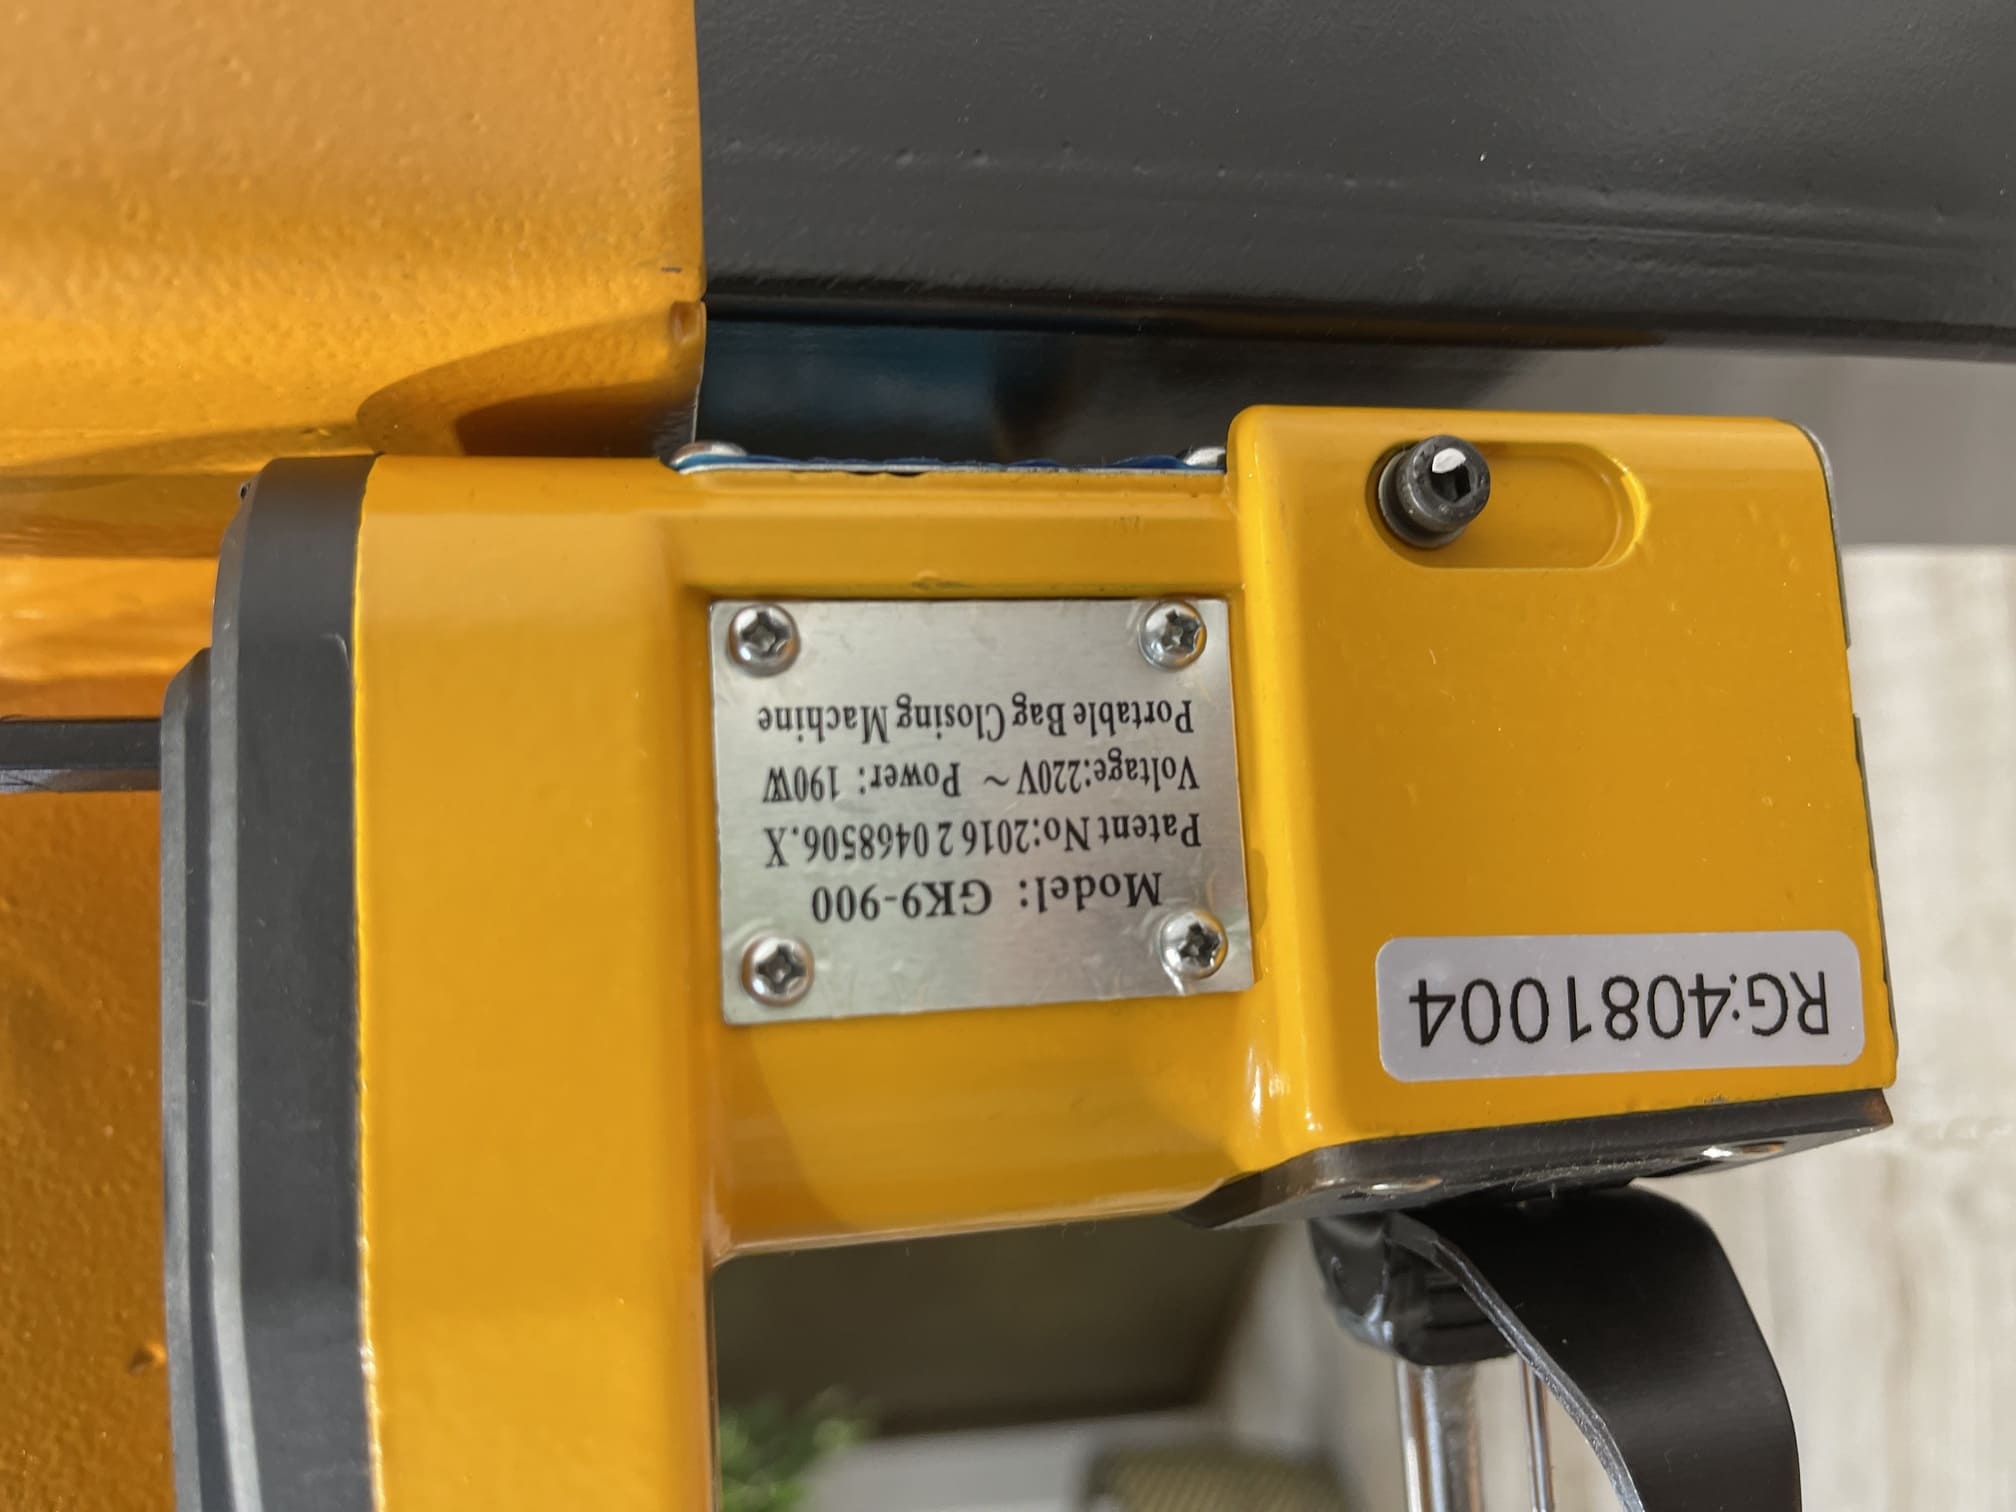 Model: GK9-900
Patent No:2016 2 0468506.X
Voltage:220V ~ Power: 190W
Portable Bag Closing Machine
RG:4081004